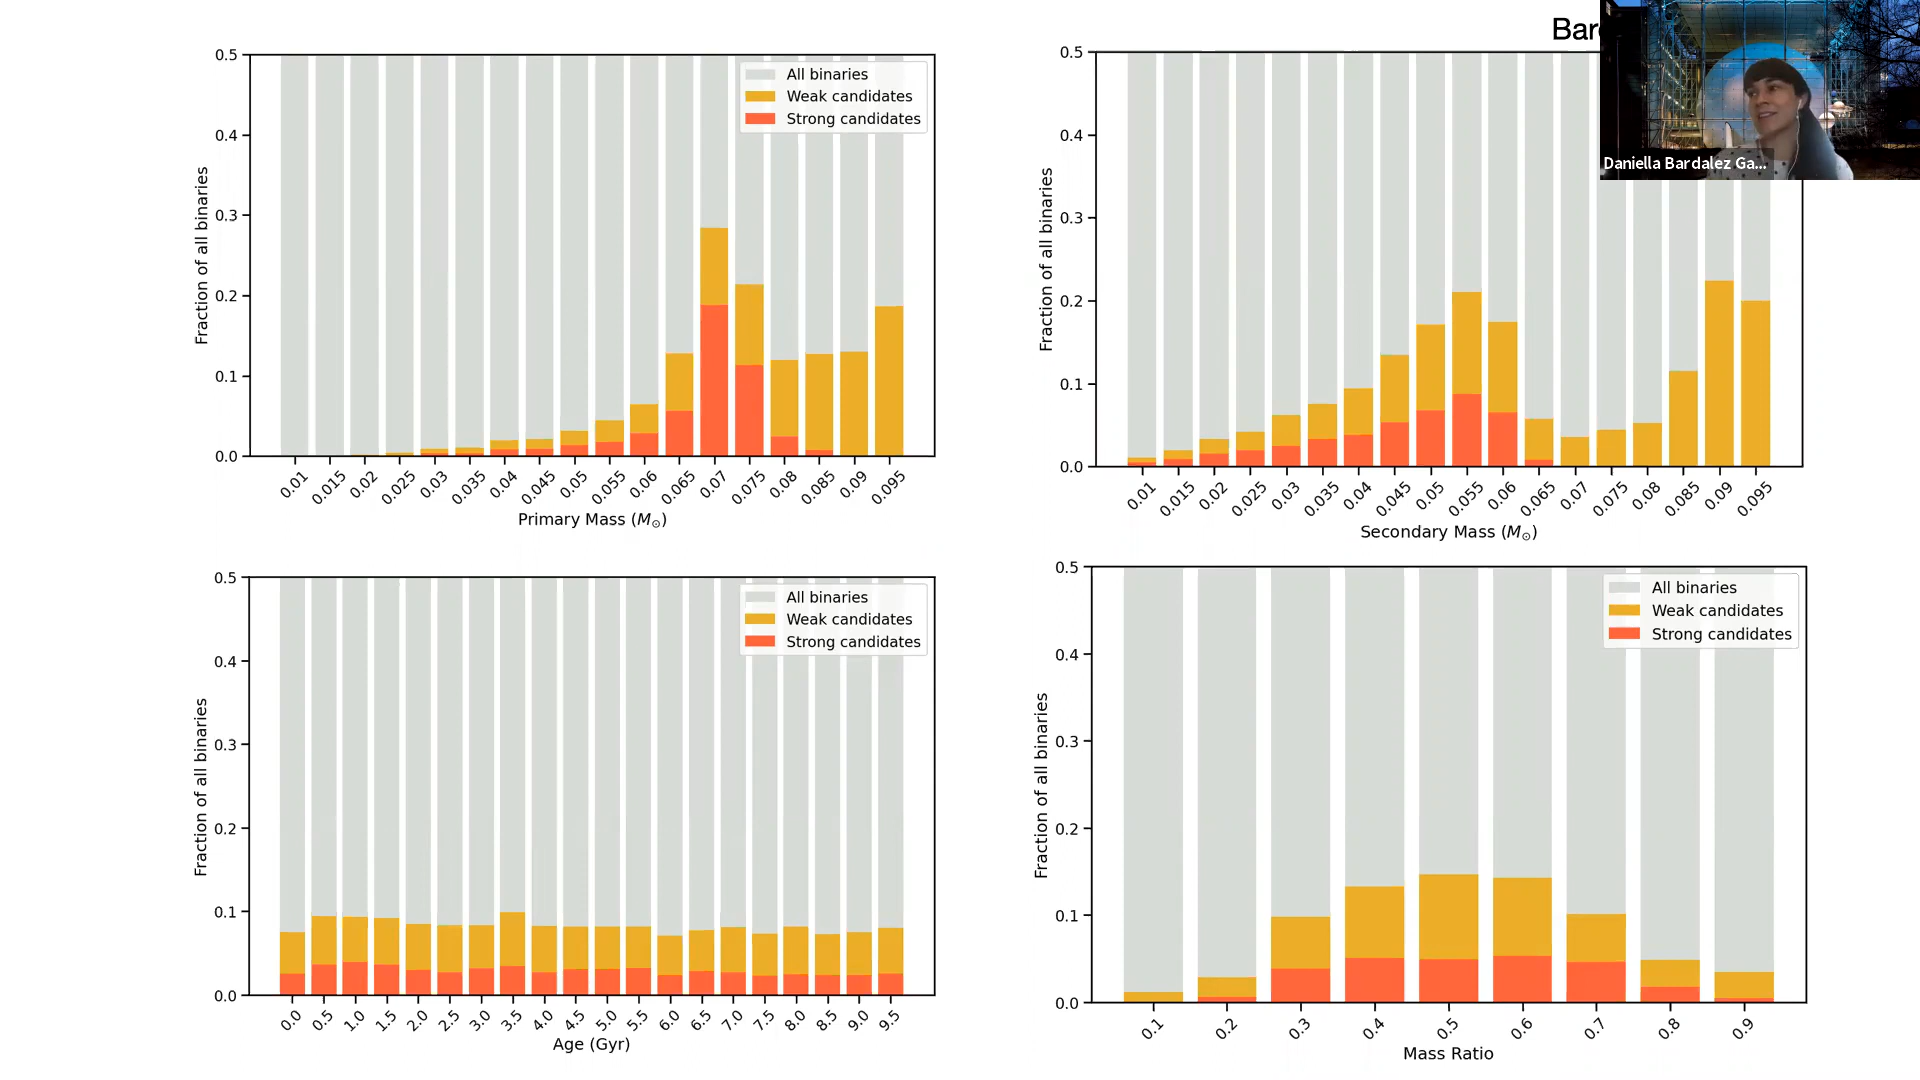 Bar
Daniella Bardalez Ga...
0.5
0.4
0.3
0.2
0.1
0.0
Fraction of all binaries
All binaries
Weak candidates
Strong candidates
0.01 0.015 0.02 0.025 0.03 0.035 0.04 0.045 0.05 0.055 0.06 0.065 0.07 0.075 0.08 0.085 0.09 0.095
Primary Mass (M⊙)
0.5
0.4
0.3
0.2
0.1
0.0
Fraction of all binaries
0.01 0.015 0.02 0.025 0.03 0.035 0.04 0.045 0.05 0.055 0.06 0.065 0.07 0.075 0.08 0.085 0.09 0.095
Secondary Mass (M⊙)
0.5
0.4
0.3
0.2
0.1
0.0
Fraction of all binaries
All binaries
Weak candidates
Strong candidates
0.0 0.5 1.0 1.5 2.0 2.5 3.0 3.5 4.0 4.5 5.0 5.5 6.0 6.5 7.0 7.5 8.0 8.5 9.0 9.5
Age (Gyr)
0.5
0.4
0.3
0.2
0.1
0.0
Fraction of all binaries
All binaries
Weak candidates
Strong candidates
0.1 0.2 0.3 0.4 0.5 0.6 0.7 0.8 0.9
Mass Ratio